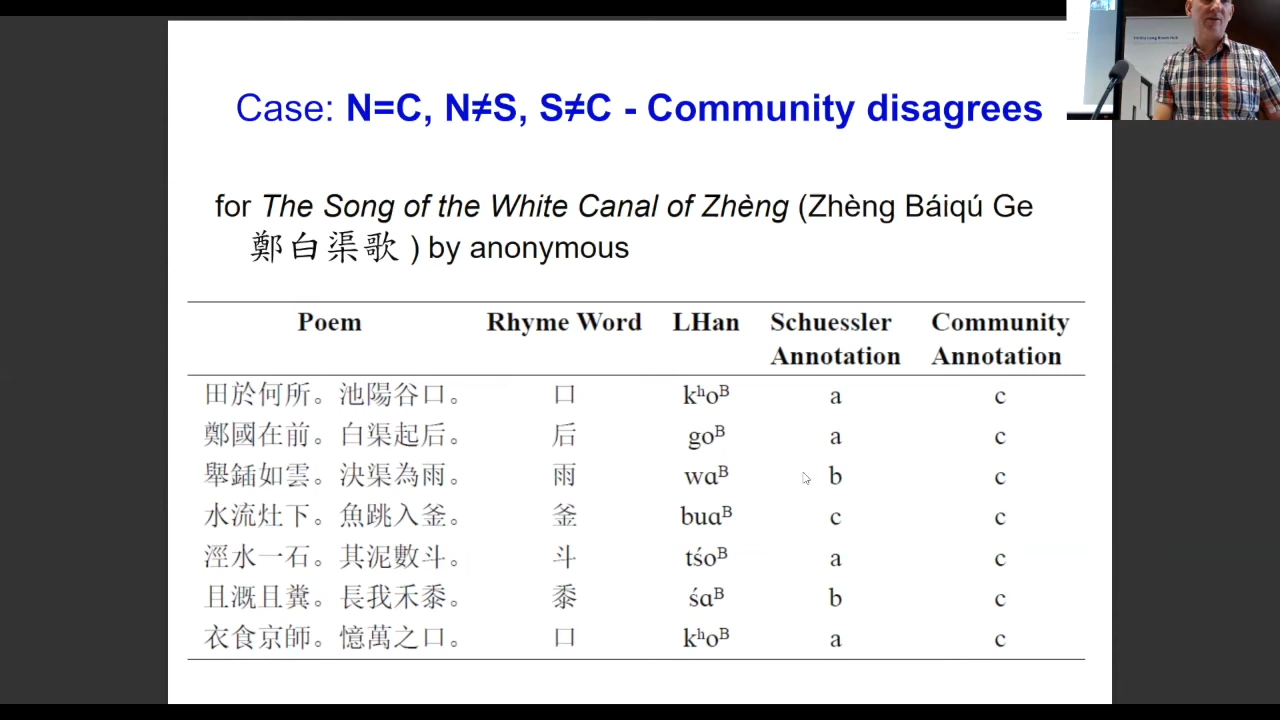 Case: N=C, N≠S, S≠C - Community disagrees
for The Song of the White Canal of Zhèng (Zhèng Báiqú Ge
鄭白渠歌 ) by anonymous
Poem Rhyme Word LHan Schuessler Annotation Community Annotation
田於何所。池陽谷口。 口 kʰoᴮ a c
鄭國在前。白渠起后。 后 goᴮ a c
舉鍤如雲。決渠為雨。 雨 wɑᴮ b c
水流灶下。魚跳入釜。 釜 buɑᴮ c c
涇水一石。其泥數斗。 斗 tśoᴮ a c
且溉且糞。長我禾黍。 黍 śɑᴮ b c
衣食京師。億萬之口。 口 kʰoᴮ a c
Trinity Long Room Hub